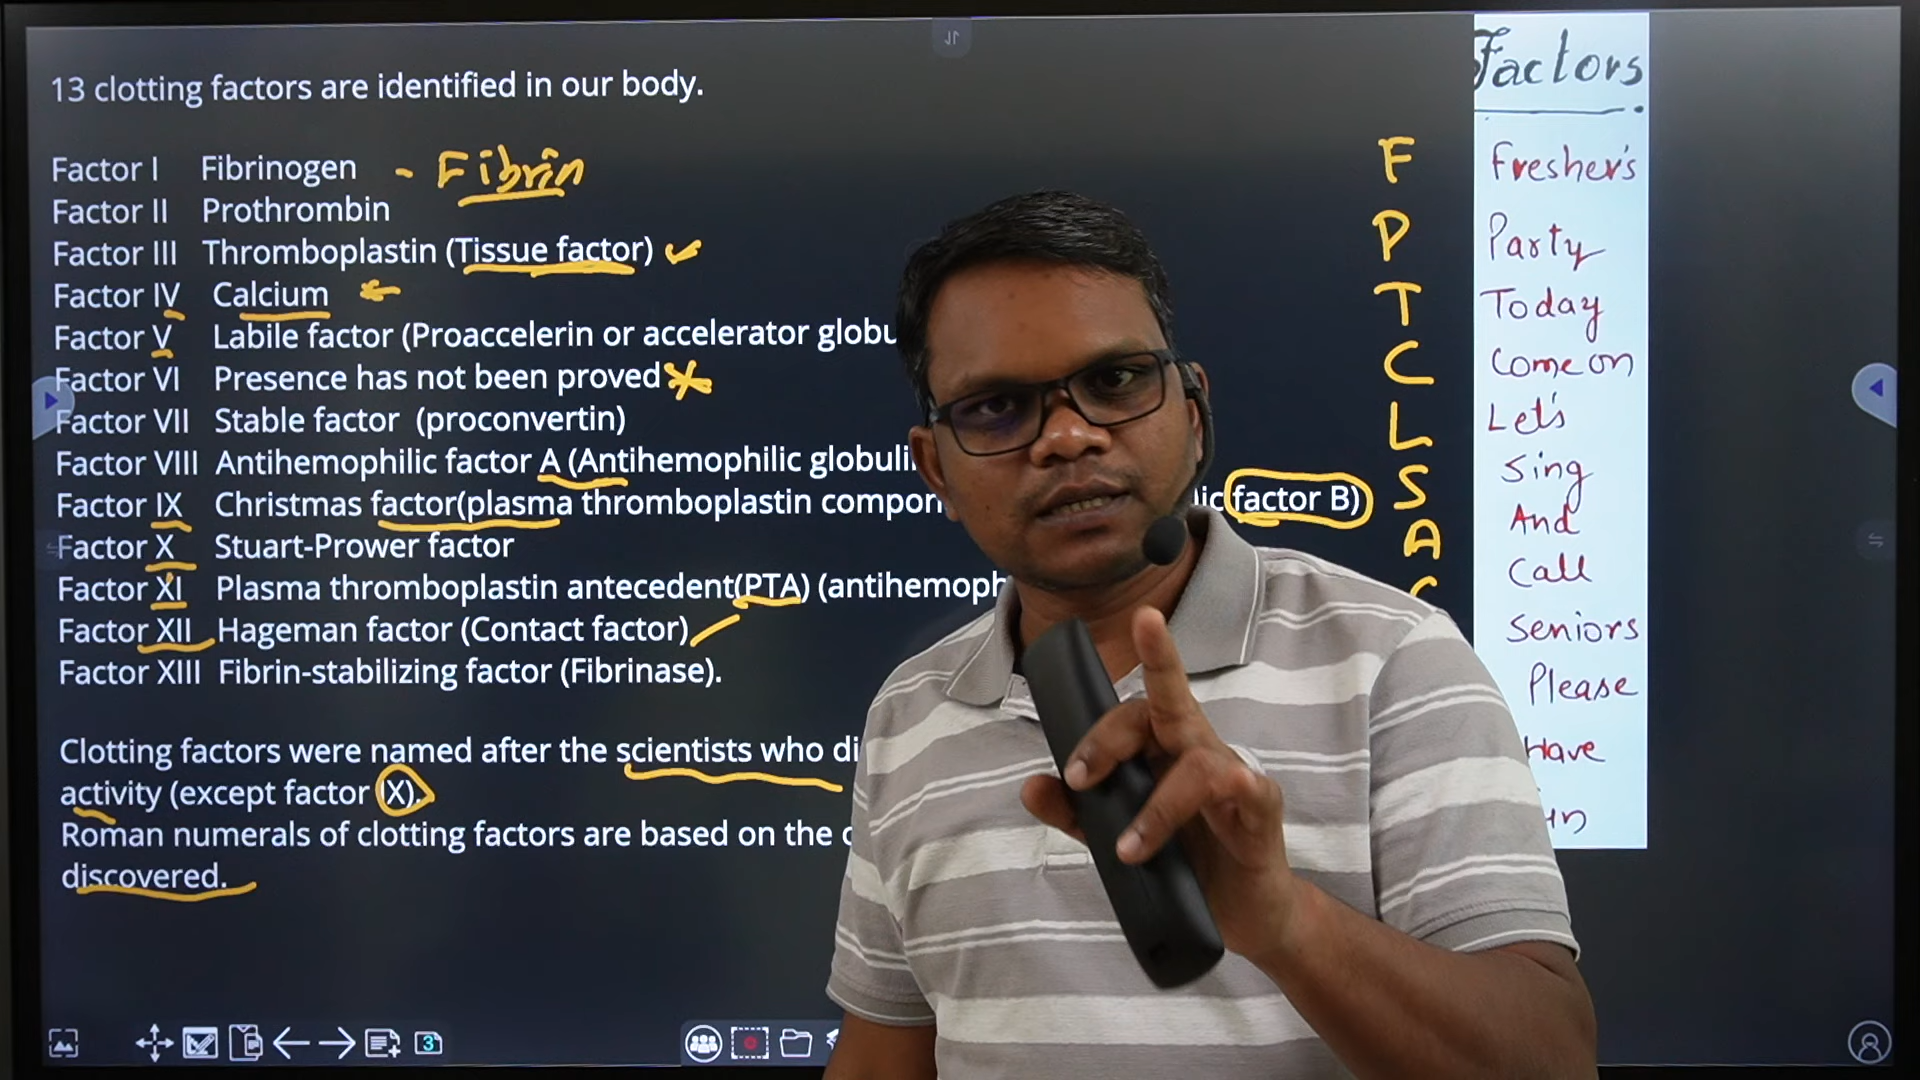 13 clotting factors are identified in our body.
Factor I Fibrinogen - Fibrin
Factor II Prothrombin
Factor III Thromboplastin (Tissue factor)
Factor IV Calcium
Factor V Labile factor (Proaccelerin or accelerator globu
Factor VI Presence has not been proved
Factor VII Stable factor (proconvertin)
Factor VIII Antihemophilic factor A (Antihemophilic globuli
Factor IX Christmas factor(plasma thromboplastin compon ic factor B)
Factor X Stuart-Prower factor
Factor XI Plasma thromboplastin antecedent(PTA) (antihemoph
Factor XII Hageman factor (Contact factor)
Factor XIII Fibrin-stabilizing factor (Fibrinase).
Clotting factors were named after the scientists who di
activity (except factor IX).
Roman numerals of clotting factors are based on the
discovered.
F
P
T
C
L
S
A
Factors
Fresher's
Party
Today
Come on
Let's
Sing
And
Call
Seniors
Please
Have
3